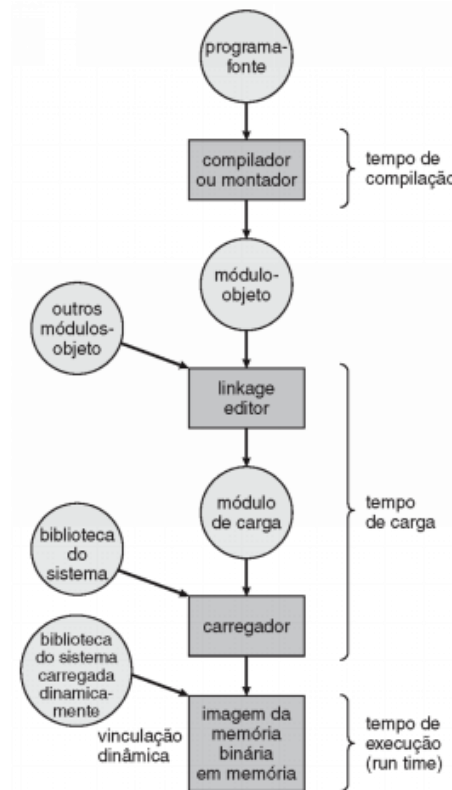 programa-
fonte
compilador
ou montador
tempo de
compilação
módulo-
objeto
outros
módulos-
objeto
linkage
editor
módulo
de carga
tempo
de carga
biblioteca
do
sistema
carregador
biblioteca
do sistema
carregada
dinamica-
mente
vinculação
dinâmica
imagem da
memória
binária
em memória
tempo de
execução
(run time)